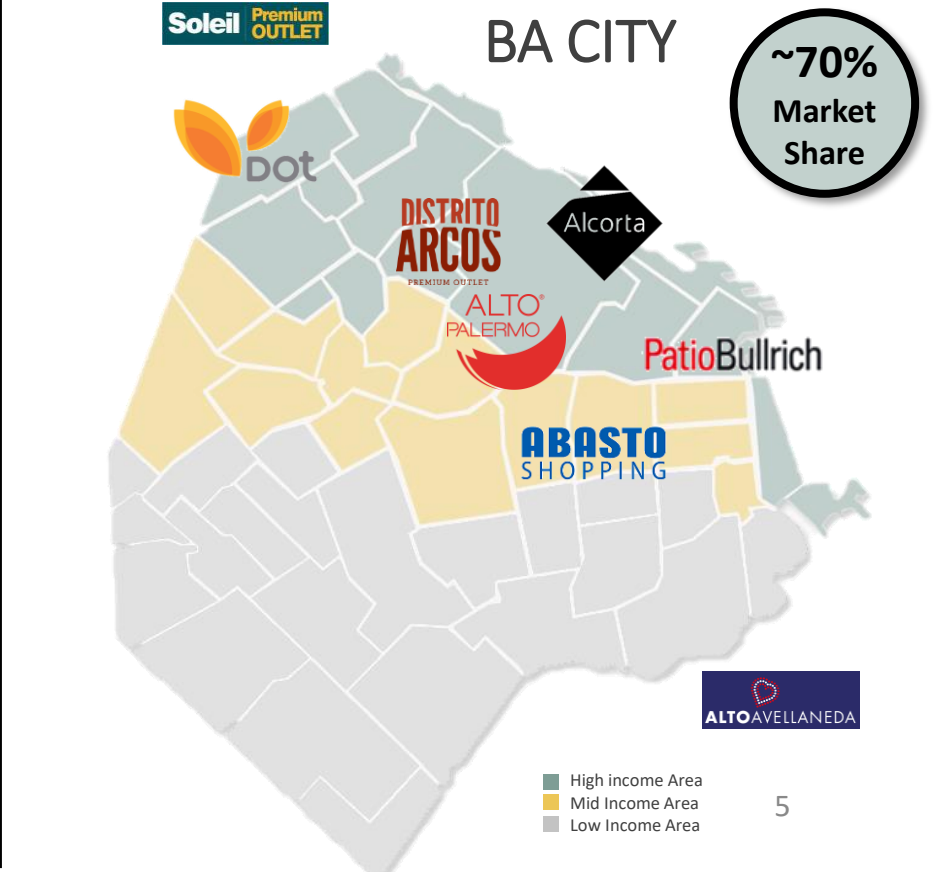 Soleil Premium OUTLET
BA CITY
~70%
Market
Share
DOT
DISTRITO
ARCOS
PREMIUM OUTLET
Alcorta
ALTO®
PALERMO
PatioBullrich
ABASTO
SHOPPING
ALTOAVELLANEDA
High income Area
Mid Income Area
Low Income Area
5